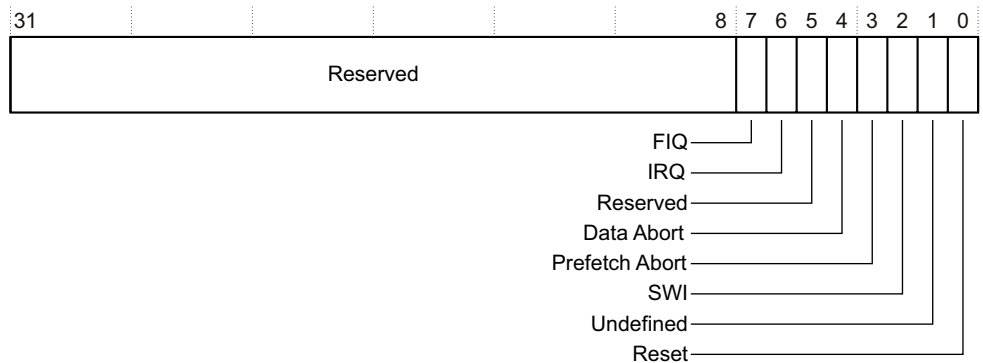 31 8 7 6 5 4 3 2 1 0
Reserved
FIQ
IRQ
Reserved
Data Abort
Prefetch Abort
SWI
Undefined
Reset